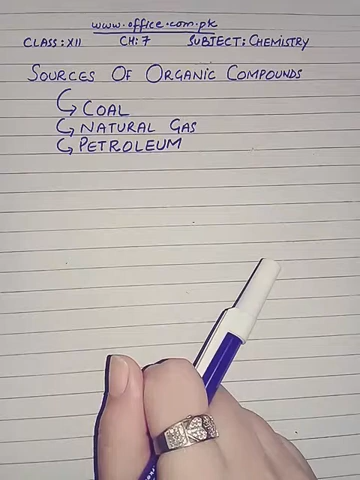 www.office.com.pk
CLASS: XII CH: 7 SUBJECT: CHEMISTRY
SOURCES OF ORGANIC COMPOUNDS
↳ COAL
↳ NATURAL GAS
↳ PETROLEUM